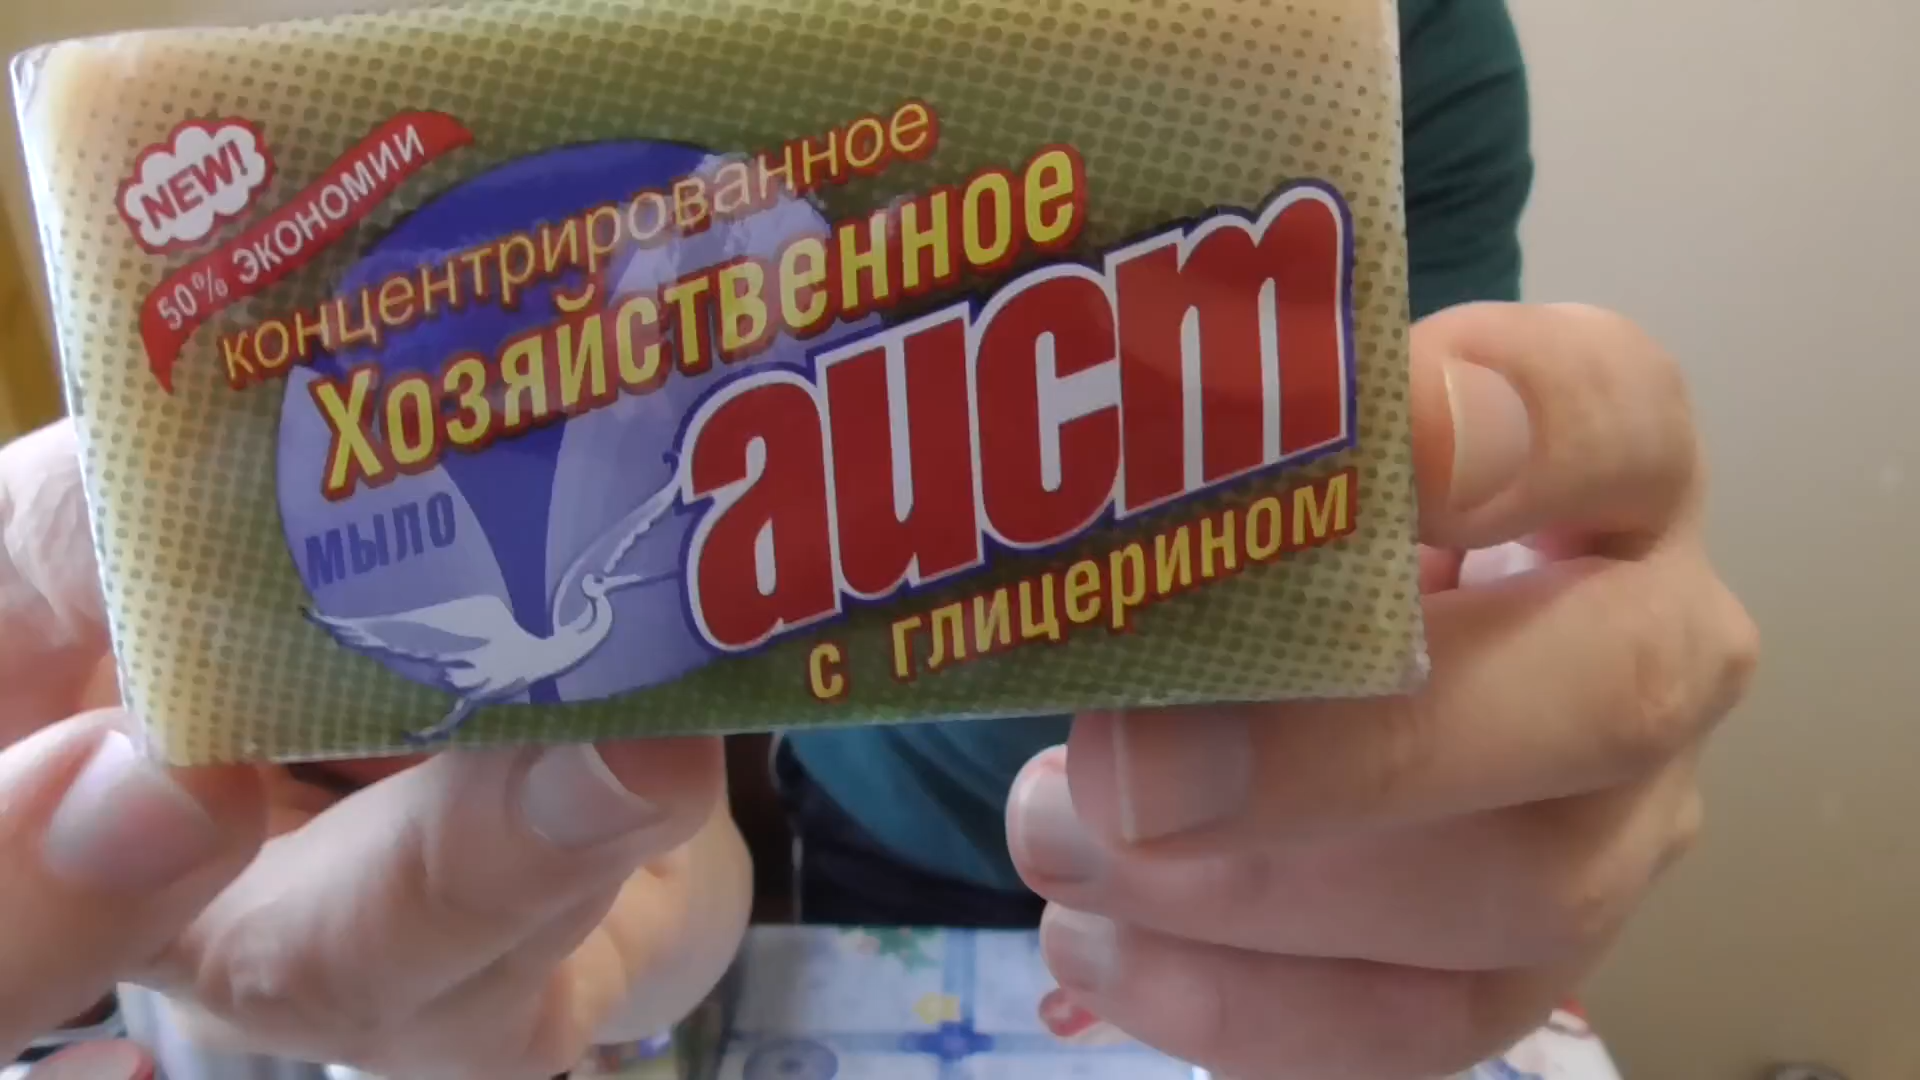 NEW!
50% ЭКОНОМИИ
концентрированное
Хозяйственное
мыло
аист
с глицерином